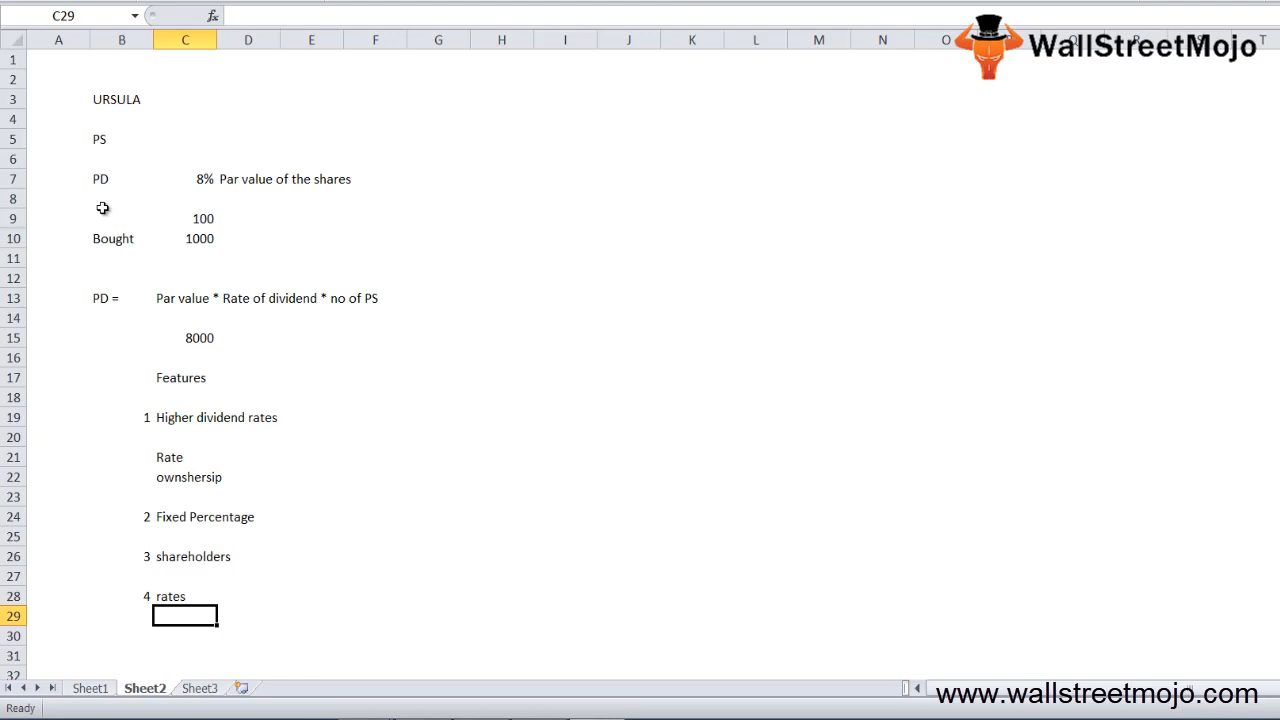 C29
fx
A B C D E F G H I J K L M N O P T
WallStreetMojo
1
2
3 URSULA
4
5 PS
6
7 PD 8% Par value of the shares
8
9 100
10 Bought 1000
11
12
13 PD = Par value * Rate of dividend * no of PS
14
15 8000
16
17 Features
18
19 1 Higher dividend rates
20
21 Rate
22 ownshersip
23
24 2 Fixed Percentage
25
26 3 shareholders
27
28 4 rates
29
30
31
32
Sheet1 Sheet2 Sheet3
www.wallstreetmojo.com
Ready